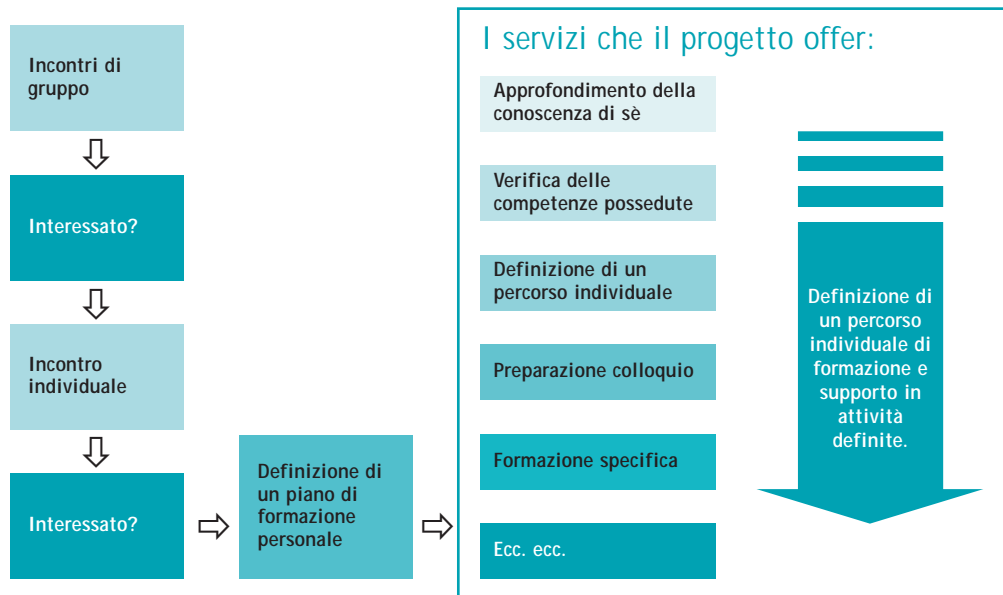 Incontri di
gruppo
Interessato?
Incontro
individuale
Interessato?
Definizione di
un piano di
formazione
personale
I servizi che il progetto offer:
Approfondimento della
conoscenza di sè
Verifica delle
competenze possedute
Definizione di un
percorso individuale
Preparazione colloquio
Formazione specifica
Ecc. ecc.
Definizione di
un percorso
individuale di
formazione e
supporto in
attività
definite.